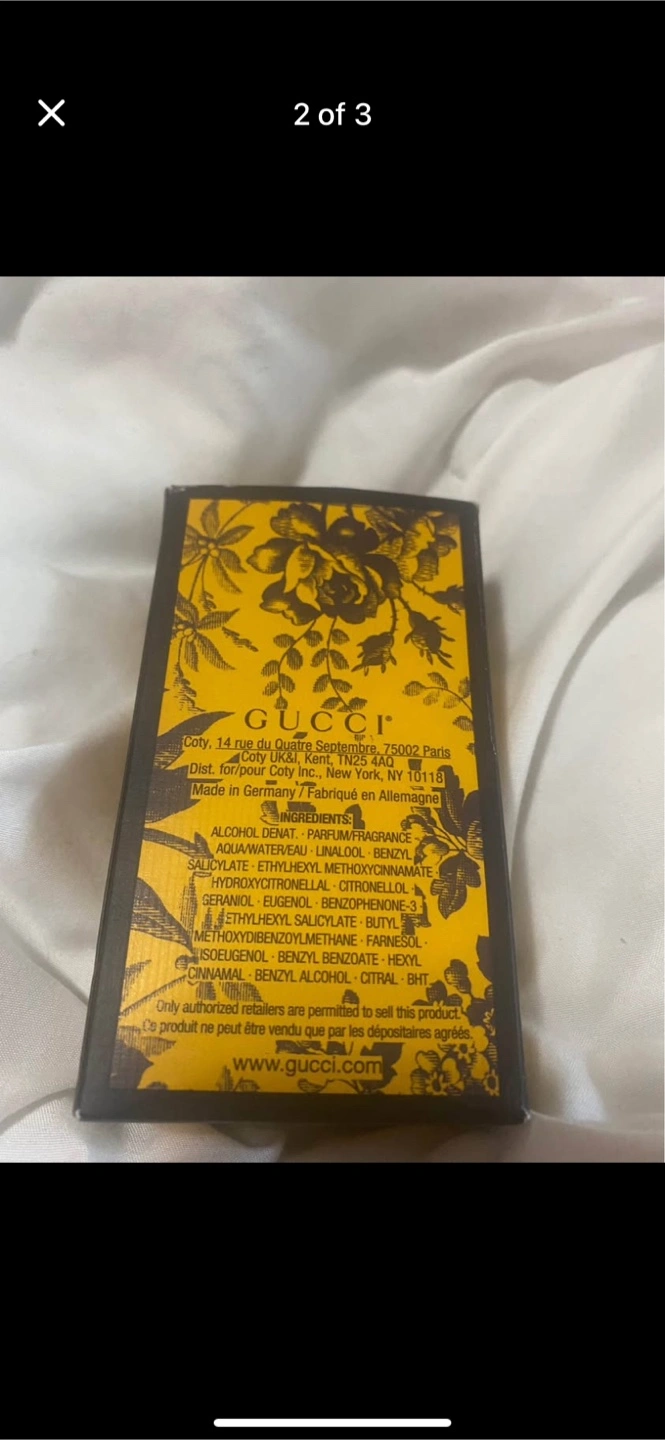 2 of 3
GUCCI®
Coty, 14 rue du Quatre Septembre, 75002 Paris
Coty UK&I, Kent, TN25 4AQ
Dist. for/pour Coty Inc., New York, NY 10118
Made in Germany / Fabriqué en Allemagne
INGREDIENTS:
ALCOHOL DENAT. · PARFUM/FRAGRANCE ·
AQUA/WATER/EAU · LINALOOL · BENZYL
SALICYLATE · ETHYLHEXYL METHOXYCINNAMATE ·
HYDROXYCITRONELLAL · CITRONELLOL ·
GERANIOL · EUGENOL · BENZOPHENONE-3 ·
ETHYLHEXYL SALICYLATE · BUTYL
METHOXYDIBENZOYLMETHANE · FARNESOL ·
ISOEUGENOL · BENZYL BENZOATE · HEXYL
CINNAMAL · BENZYL ALCOHOL · CITRAL · BHT
Only authorized retailers are permitted to sell this product.
Ce produit ne peut être vendu que par les dépositaires agréés.
www.gucci.com